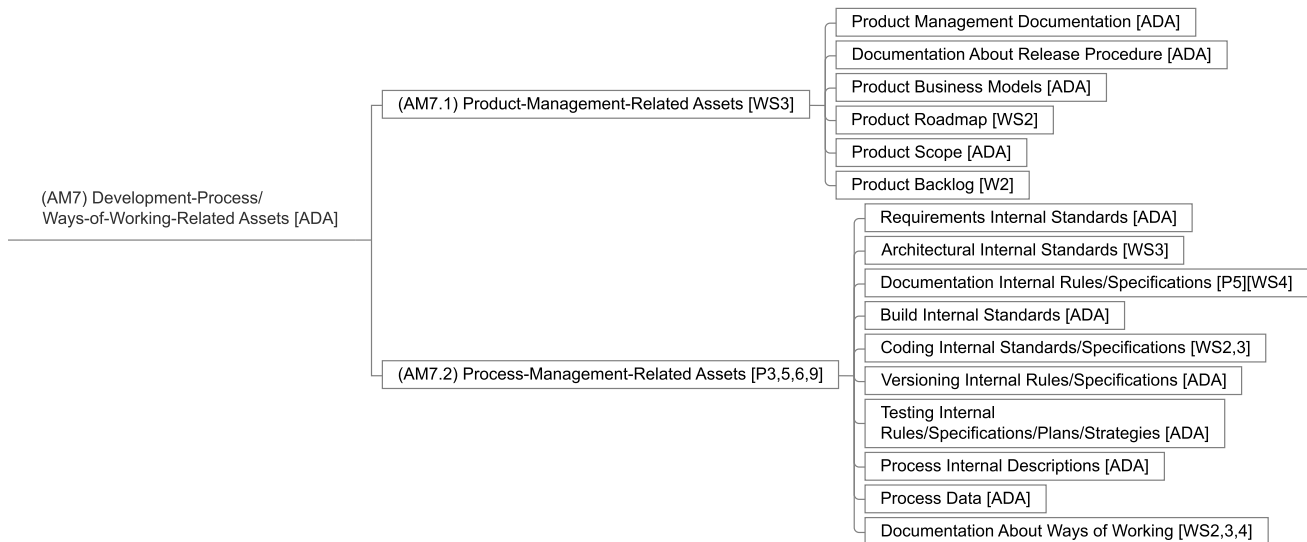 Product Management Documentation [ADA]
Documentation About Release Procedure [ADA]
Product Business Models [ADA]
(AM7.1) Product-Management-Related Assets [WS3]
Product Roadmap [WS2]
Product Scope [ADA]
Product Backlog [W2]
(AM7) Development-Process/
Ways-of-Working-Related Assets [ADA]
Requirements Internal Standards [ADA]
Architectural Internal Standards [WS3]
Documentation Internal Rules/Specifications [P5][WS4]
Build Internal Standards [ADA]
Coding Internal Standards/Specifications [WS2,3]
(AM7.2) Process-Management-Related Assets [P3,5,6,9]
Versioning Internal Rules/Specifications [ADA]
Testing Internal
Rules/Specifications/Plans/Strategies [ADA]
Process Internal Descriptions [ADA]
Process Data [ADA]
Documentation About Ways of Working [WS2,3,4]